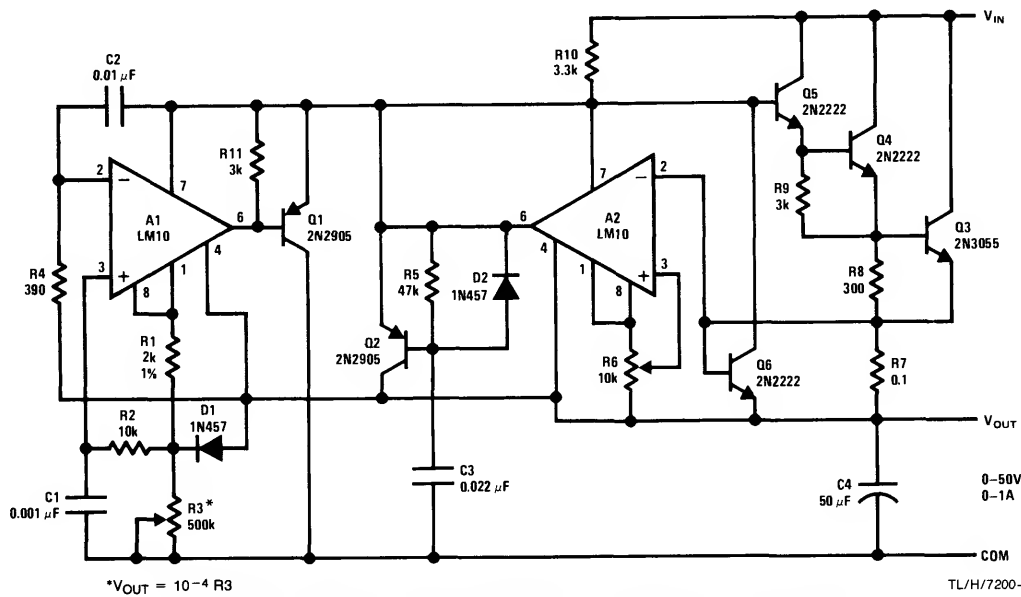 V_IN
C2
0.01 μF
R10
3.3k
Q5
2N2222
Q4
2N2222
R11
3k
2
7
6
4
3
8
1
−
+
A1
LM10
Q1
2N2905
R4
390
R1
2k
1%
R2
10k
D1
1N457
C1
0.001 μF
R3*
500k
R5
47k
D2
1N457
Q2
2N2905
C3
0.022 μF
7
2
6
4
1
8
3
−
+
A2
LM10
R6
10k
Q6
2N2222
R9
3k
Q3
2N3055
R8
300
R7
0.1
V_OUT
C4
50 μF
0–50V
0–1A
COM
*V_OUT = 10⁻⁴ R3
TL/H/7200-